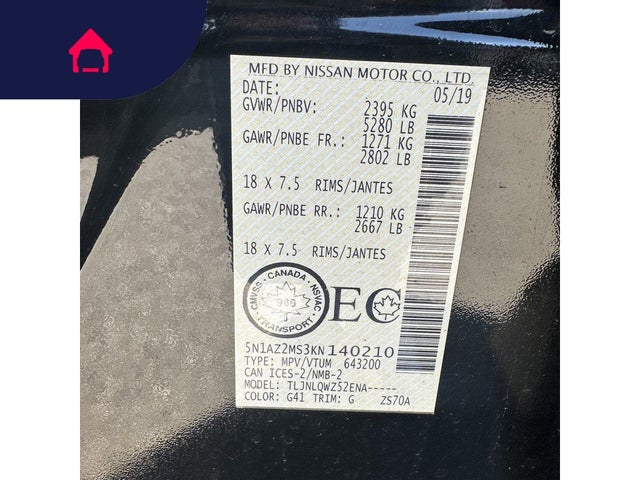 MFD BY NISSAN MOTOR CO., LTD.
DATE: 05/19
GVWR/PNBV: 2395 KG
5280 LB
GAWR/PNBE FR.: 1271 KG
2802 LB
18 X 7.5 RIMS/JANTES
GAWR/PNBE RR.: 1210 KG
2667 LB
18 X 7.5 RIMS/JANTES
CANADA
CMVSS NSVAC
986
TRANSPORT
EC
5N1AZ2MS3KN140210
TYPE: MPV/VTUM 643200
CAN ICES-2/NMB-2
MODEL: TLJNLQWZ52ENA-----
COLOR: G41 TRIM: G ZS70A